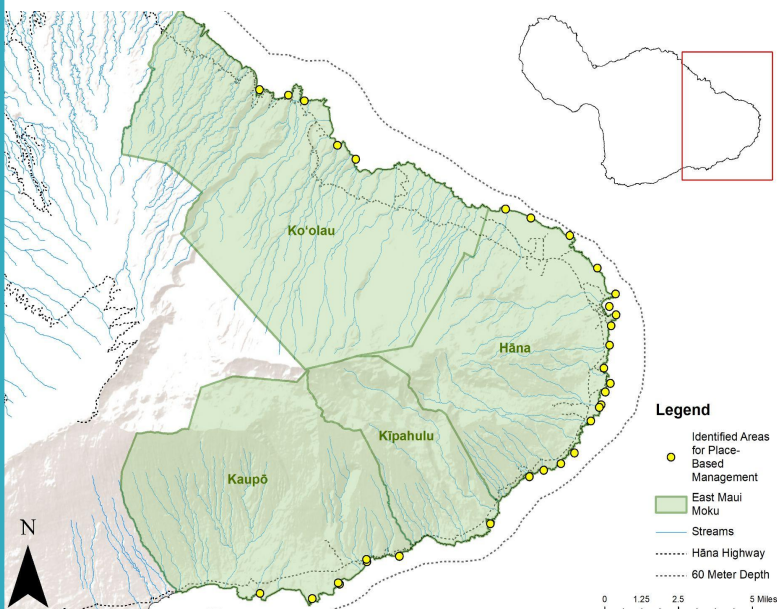 Ko‘olau
Hāna
Kīpahulu
Kaupō
N
Legend
Identified Areas
for Place-
Based
Management
East Maui
Moku
Streams
Hāna Highway
60 Meter Depth
0 1.25 2.5 5 Miles